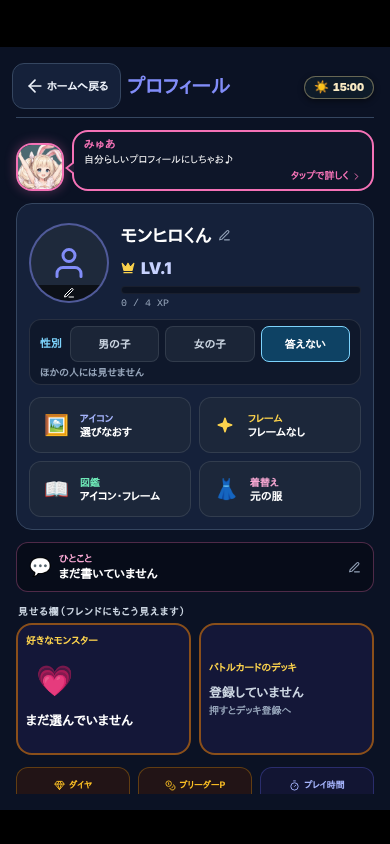 ホームへ戻る
プロフィール
15:00
みゅあ
自分らしいプロフィールにしちゃお♪
タップで詳しく
モンヒロくん
LV.1
0 / 4 XP
性別
男の子
女の子
答えない
ほかの人には見せません
アイコン
選びなおす
フレーム
フレームなし
図鑑
アイコン・フレーム
着替え
元の服
ひとこと
まだ書いていません
見せる欄(フレンドにもこう見えます)
好きなモンスター
まだ選んでいません
バトルカードのデッキ
登録していません
押すとデッキ登録へ
ダイヤ
ブリーダーP
プレイ時間